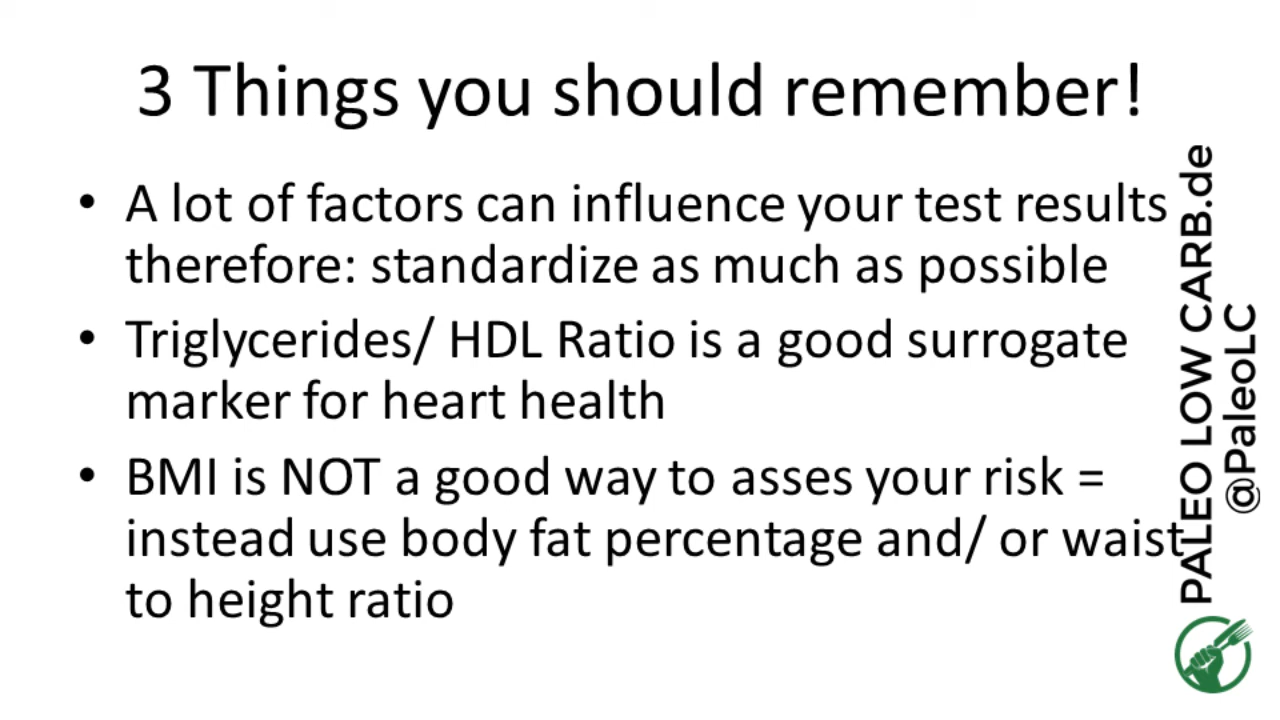 3 Things you should remember!
• A lot of factors can influence your test results
therefore: standardize as much as possible
• Triglycerides/ HDL Ratio is a good surrogate
marker for heart health
• BMI is NOT a good way to asses your risk =
instead use body fat percentage and/ or waist
to height ratio
PALEO LOW CARB.de
@PaleoLC